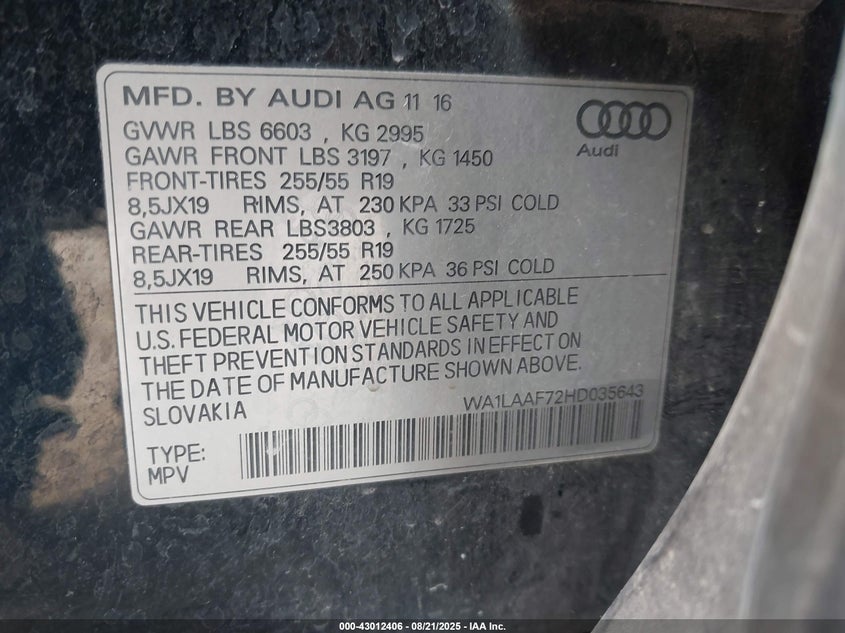 MFD. BY AUDI AG 11 16
GVWR LBS 6603 , KG 2995
GAWR FRONT LBS 3197 , KG 1450
FRONT-TIRES 255/55 R19
8,5JX19 RIMS, AT 230 KPA 33 PSI COLD
GAWR REAR LBS3803 , KG 1725
REAR-TIRES 255/55 R19
8,5JX19 RIMS, AT 250 KPA 36 PSI COLD
Audi
THIS VEHICLE CONFORMS TO ALL APPLICABLE
U.S. FEDERAL MOTOR VEHICLE SAFETY AND
THEFT PREVENTION STANDARDS IN EFFECT ON
THE DATE OF MANUFACTURE SHOWN ABOVE.
SLOVAKIA WA1LAAF72HD035643
TYPE:
MPV
000-43012406 - 08/21/2025 - IAA Inc.